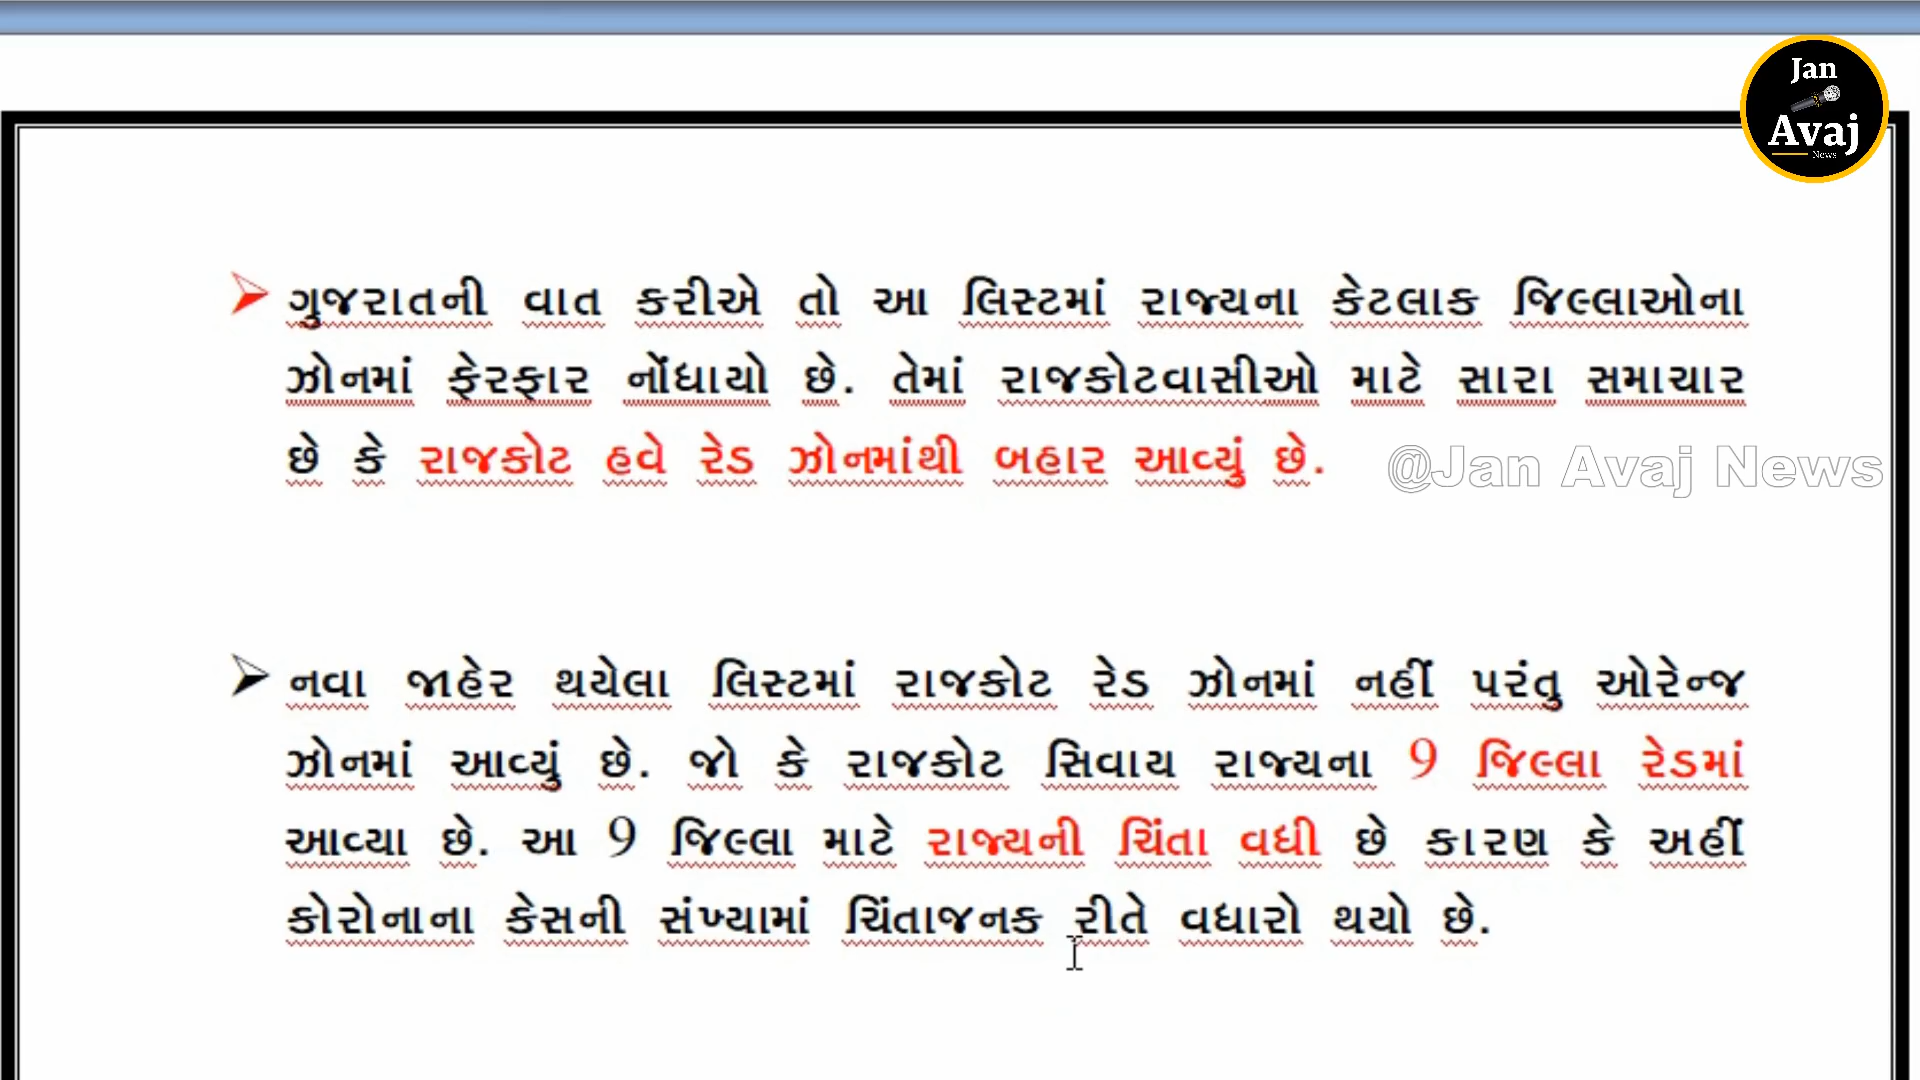 Jan
Avaj
News
ગુજરાતની વાત કરીએ તો આ લિસ્ટમાં રાજ્યના કેટલાક જિલ્લાઓના
ઝોનમાં ફેરફાર નોંધાયો છે. તેમાં રાજકોટવાસીઓ માટે સારા સમાચાર
છે કે રાજકોટ હવે રેડ ઝોનમાંથી બહાર આવ્યું છે.
@Jan Avaj News
નવા જાહેર થયેલા લિસ્ટમાં રાજકોટ રેડ ઝોનમાં નહીં પરંતુ ઓરેન્જ
ઝોનમાં આવ્યું છે. જો કે રાજકોટ સિવાય રાજ્યના 9 જિલ્લા રેડમાં
આવ્યા છે. આ 9 જિલ્લા માટે રાજ્યની ચિંતા વધી છે કારણ કે અહીં
કોરોનાના કેસની સંખ્યામાં ચિંતાજનક રીતે વધારો થયો છે.